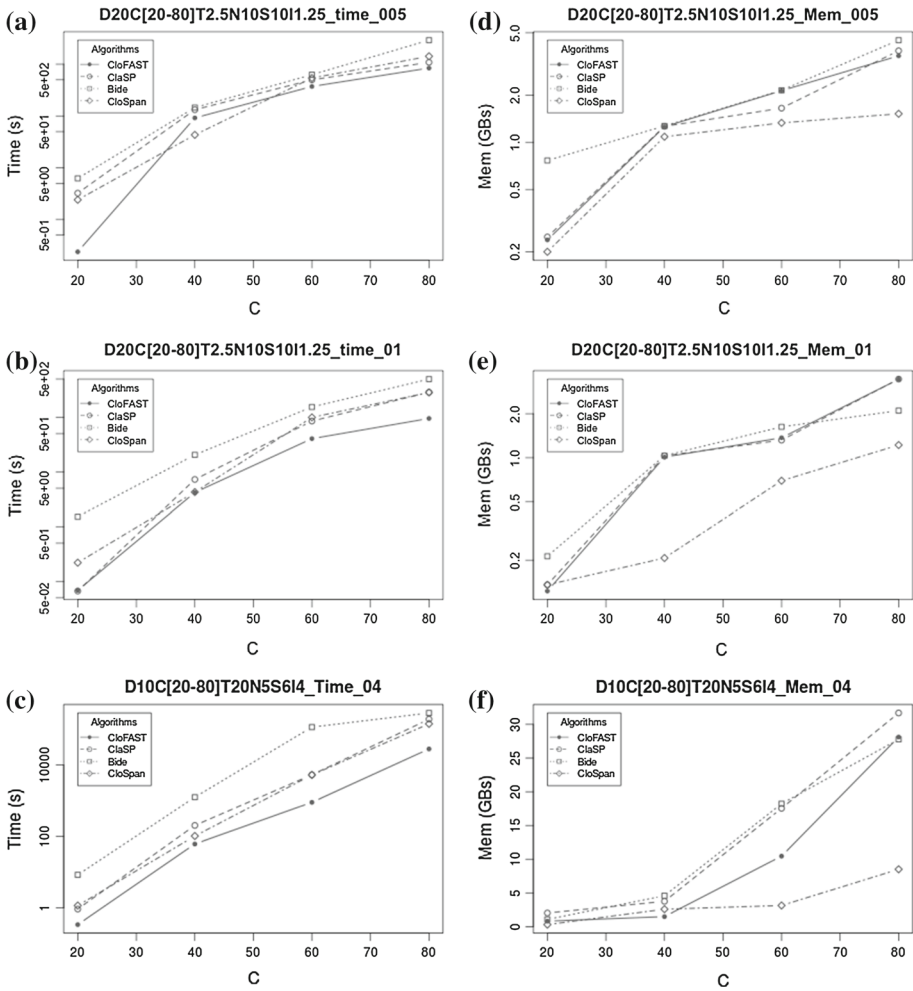 (a)
D20C[20-80]T2.5N10S10I1.25_time_005
Time (s)
5e+02
5e+01
5e+00
5e-01
Algorithms
CloFAST
ClaSP
Bide
CloSpan
20 30 40 50 60 70 80
C
(d)
D20C[20-80]T2.5N10S10I1.25_Mem_005
Mem (GBs)
5.0
2.0
1.0
0.5
0.2
Algorithms
CloFAST
ClaSP
Bide
CloSpan
20 30 40 50 60 70 80
C
(b)
D20C[20-80]T2.5N10S10I1.25_time_01
Time (s)
5e+02
5e+01
5e+00
5e-01
5e-02
Algorithms
CloFAST
ClaSP
Bide
CloSpan
20 30 40 50 60 70 80
C
(e)
D20C[20-80]T2.5N10S10I1.25_Mem_01
Mem (GBs)
2.0
1.0
0.5
0.2
Algorithms
CloFAST
ClaSP
Bide
CloSpan
20 30 40 50 60 70 80
C
(c)
D10C[20-80]T20N5S6I4_Time_04
Time (s)
10000
100
1
Algorithms
CloFAST
ClaSP
Bide
CloSpan
20 30 40 50 60 70 80
C
(f)
D10C[20-80]T20N5S6I4_Mem_04
Mem (GBs)
30
25
20
15
10
5
0
Algorithms
CloFAST
ClaSP
Bide
CloSpan
20 30 40 50 60 70 80
C